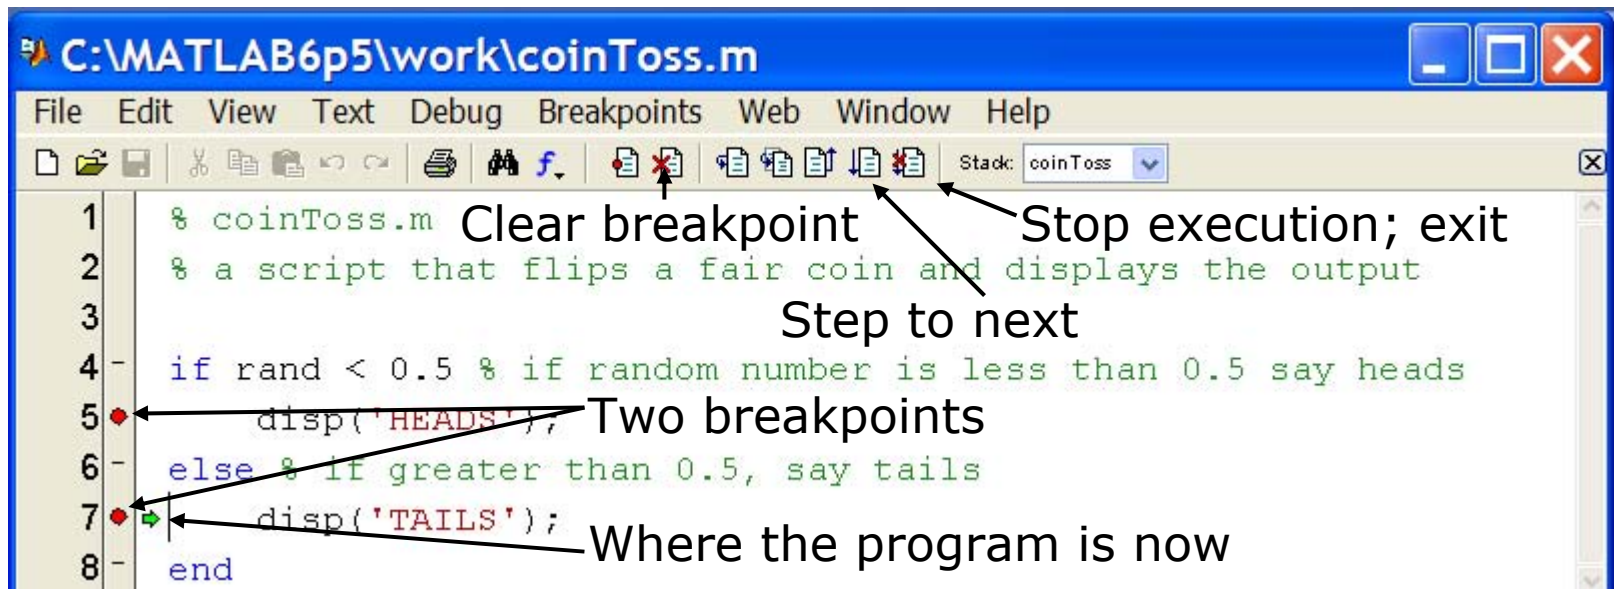 C:\MATLAB6p5\work\coinToss.m
File Edit View Text Debug Breakpoints Web Window Help
Stack: coinToss
1 % coinToss.m
Clear breakpoint
Stop execution; exit
2 % a script that flips a fair coin and displays the output
3
Step to next
4 - if rand < 0.5 % if random number is less than 0.5 say heads
5 disp('HEADS');
Two breakpoints
6 - else % if greater than 0.5, say tails
7 disp('TAILS');
Where the program is now
8 - end